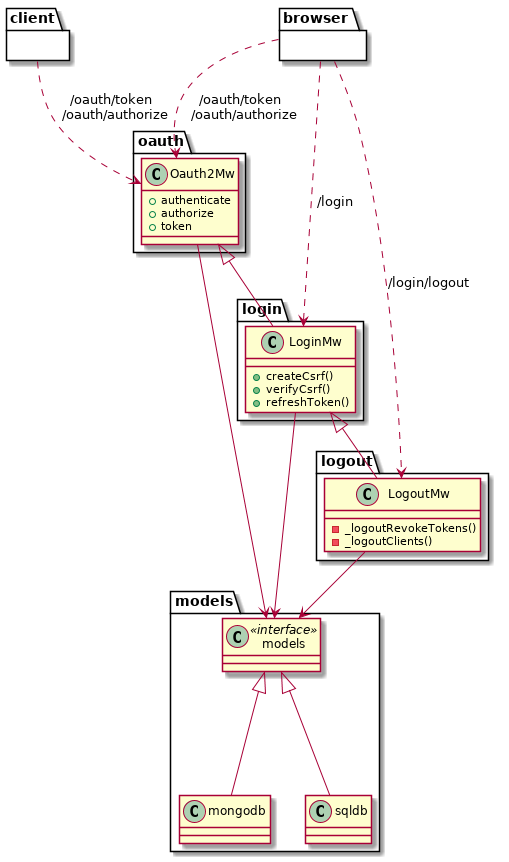 client
browser
/oauth/token
/oauth/authorize
/oauth/token
/oauth/authorize
oauth
C Oauth2Mw
authenticate
authorize
token
/login
/login/logout
login
C LoginMw
createCsrf()
verifyCsrf()
refreshToken()
logout
C LogoutMw
_logoutRevokeTokens()
_logoutClients()
models
C «interface»
models
C mongodb
C sqldb